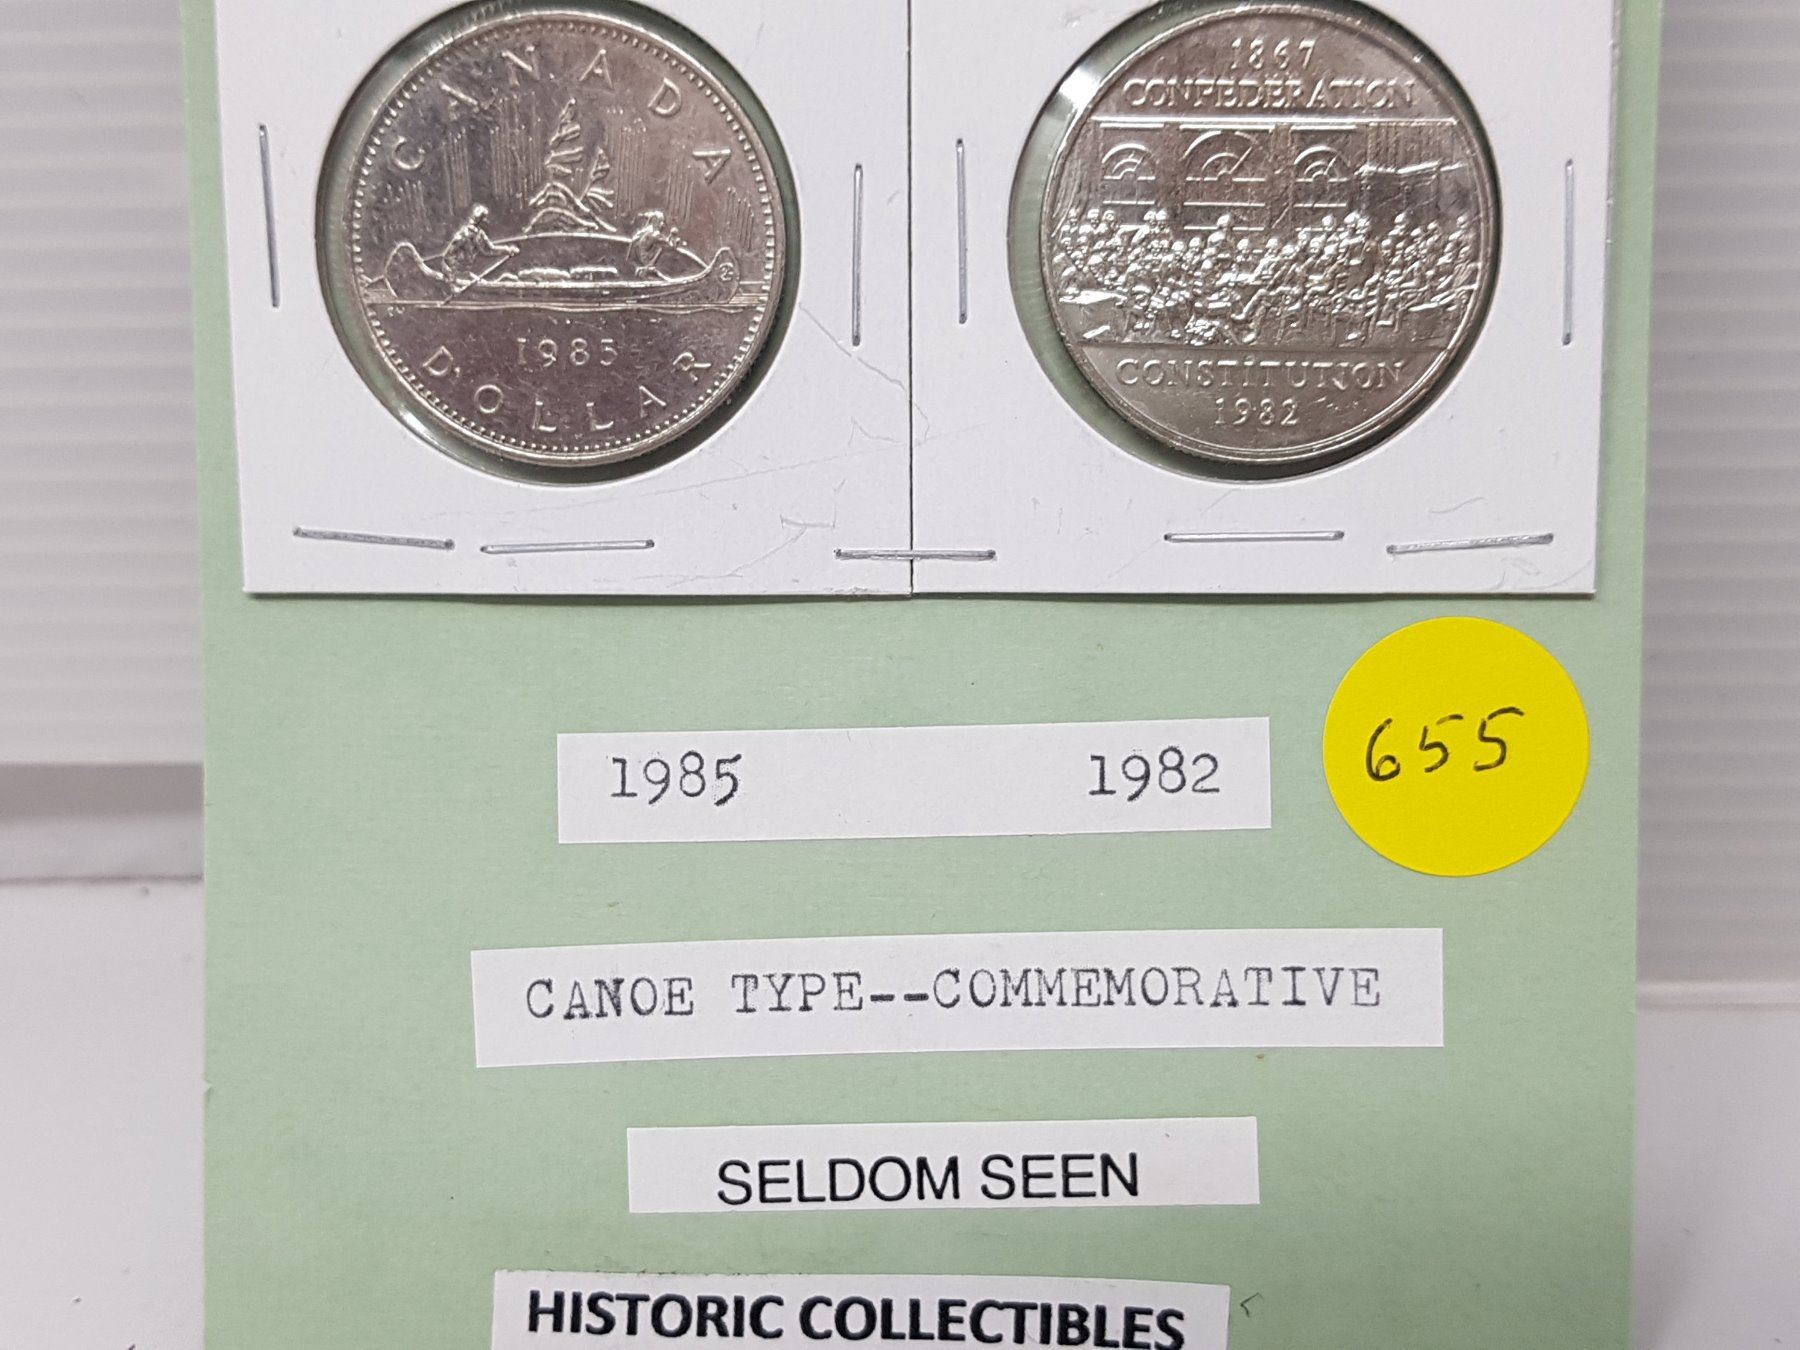 CANADA
1985
DOLLAR
1867
CONFEDERATION
CONSTITUTION
1982
1985 1982
655
CANOE TYPE--COMMEMORATIVE
SELDOM SEEN
HISTORIC COLLECTIBLES